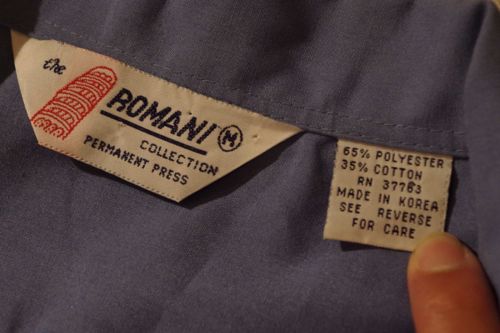 the
ROMANI M
COLLECTION
PERMANENT PRESS
65% POLYESTER
35% COTTON
RN 37763
MADE IN KOREA
SEE REVERSE
FOR CARE